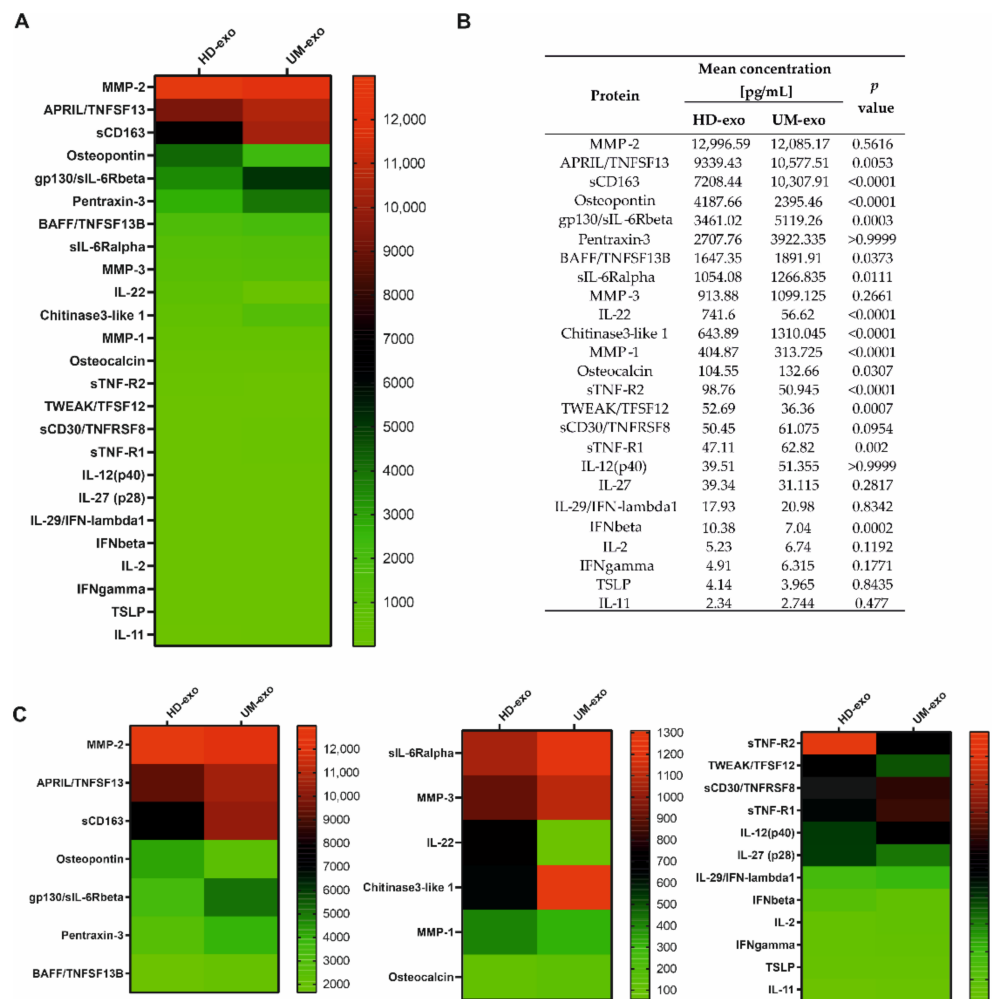 A
HD-exo
UM-exo
MMP-2
APRIL/TNFSF13
sCD163
Osteopontin
gp130/sIL-6Rbeta
Pentraxin-3
BAFF/TNFSF13B
sIL-6Ralpha
MMP-3
IL-22
Chitinase3-like 1
MMP-1
Osteocalcin
sTNF-R2
TWEAK/TFSF12
sCD30/TNFRSF8
sTNF-R1
IL-12(p40)
IL-27 (p28)
IL-29/IFN-lambda1
IFNbeta
IL-2
IFNgamma
TSLP
IL-11
12,000
11,000
10,000
9000
8000
7000
6000
5000
4000
3000
2000
1000
B
Protein
Mean concentration
[pg/mL]
p
value
HD-exo UM-exo
MMP-2 12,996.59 12,085.17 0.5616
APRIL/TNFSF13 9339.43 10,577.51 0.0053
sCD163 7208.44 10,307.91 <0.0001
Osteopontin 4187.66 2395.46 <0.0001
gp130/sIL-6Rbeta 3461.02 5119.26 0.0003
Pentraxin-3 2707.76 3922.335 >0.9999
BAFF/TNFSF13B 1647.35 1891.91 0.0373
sIL-6Ralpha 1054.08 1266.835 0.0111
MMP-3 913.88 1099.125 0.2661
IL-22 741.6 56.62 <0.0001
Chitinase3-like 1 643.89 1310.045 <0.0001
MMP-1 404.87 313.725 <0.0001
Osteocalcin 104.55 132.66 0.0307
sTNF-R2 98.76 50.945 <0.0001
TWEAK/TFSF12 52.69 36.36 0.0007
sCD30/TNFRSF8 50.45 61.075 0.0954
sTNF-R1 47.11 62.82 0.002
IL-12(p40) 39.51 51.355 >0.9999
IL-27 39.34 31.115 0.2817
IL-29/IFN-lambda1 17.93 20.98 0.8342
IFNbeta 10.38 7.04 0.0002
IL-2 5.23 6.74 0.1192
IFNgamma 4.91 6.315 0.1771
TSLP 4.14 3.965 0.8435
IL-11 2.34 2.744 0.477
C
HD-exo
UM-exo
MMP-2
APRIL/TNFSF13
sCD163
Osteopontin
gp130/sIL-6Rbeta
Pentraxin-3
BAFF/TNFSF13B
12,000
11,000
10,000
9000
8000
7000
6000
5000
4000
3000
2000
HD-exo
UM-exo
sIL-6Ralpha
MMP-3
IL-22
Chitinase3-like 1
MMP-1
Osteocalcin
1300
1200
1100
1000
900
800
700
600
500
400
300
200
100
HD-exo
UM-exo
sTNF-R2
TWEAK/TFSF12
sCD30/TNFRSF8
sTNF-R1
IL-12(p40)
IL-27 (p28)
IL-29/IFN-lambda1
IFNbeta
IL-2
IFNgamma
TSLP
IL-11